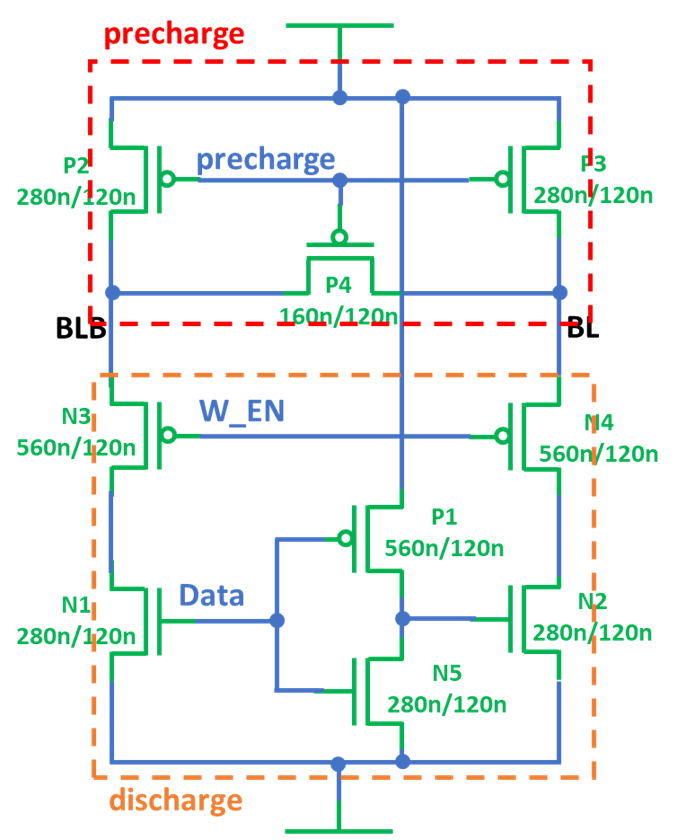 precharge
P2
280n/120n
precharge
P3
280n/120n
P4
160n/120n
BLB
BL
N3
560n/120n
W_EN
N4
560n/120n
P1
560n/120n
N1
280n/120n
Data
N2
280n/120n
N5
280n/120n
discharge